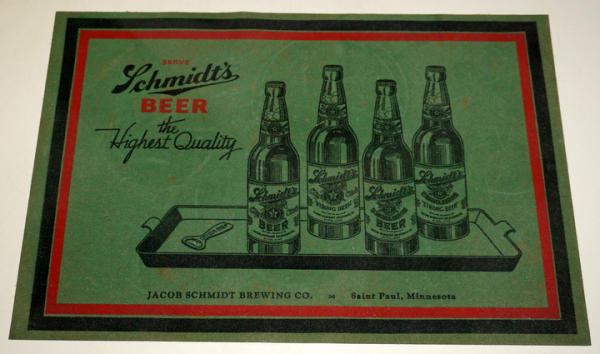 SERVE
Schmidt's
BEER
the
Highest Quality
Schmidt's
BEER
Schmidt's
STRONG BEER
Schmidt's
BEER
Schmidt's
STRONG BEER
JACOB SCHMIDT BREWING CO. Saint Paul, Minnesota